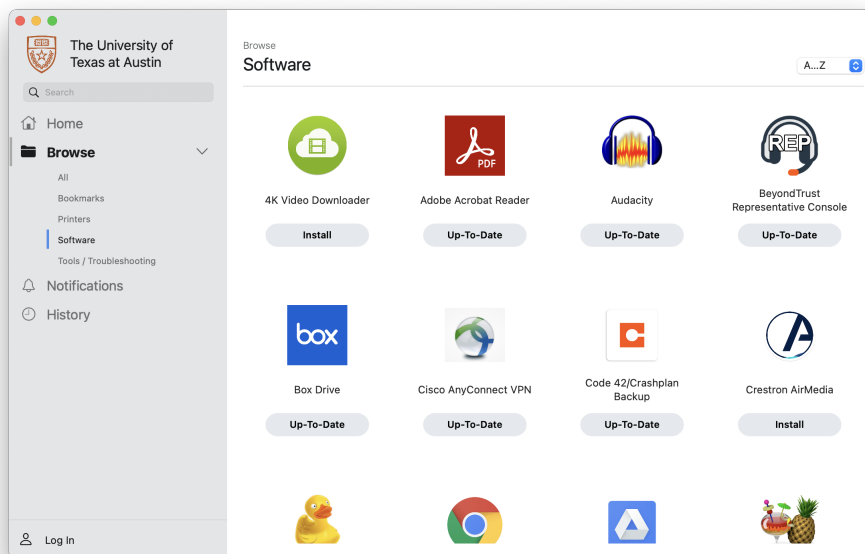 The University of
Texas at Austin
Search
Home
Browse
All
Bookmarks
Printers
Software
Tools / Troubleshooting
Notifications
History
Log In
Browse
Software
A...Z
PDF
REP
4K Video Downloader
Adobe Acrobat Reader
Audacity
BeyondTrust
Representative Console
Install
Up-To-Date
Up-To-Date
Up-To-Date
box
Box Drive
Cisco AnyConnect VPN
Code 42/Crashplan
Backup
Crestron AirMedia
Up-To-Date
Up-To-Date
Up-To-Date
Install